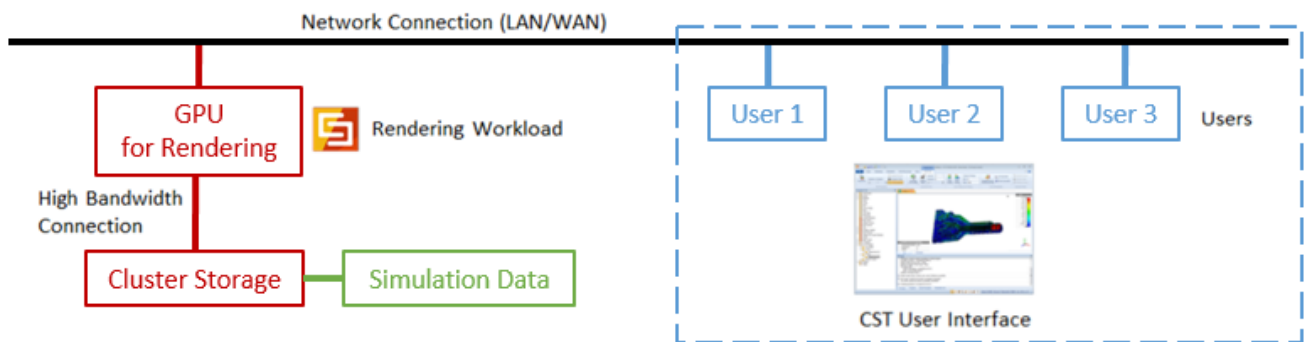 Network Connection (LAN/WAN)
GPU
for Rendering
Rendering Workload
User 1
User 2
User 3
Users
High Bandwidth
Connection
Cluster Storage
Simulation Data
CST User Interface